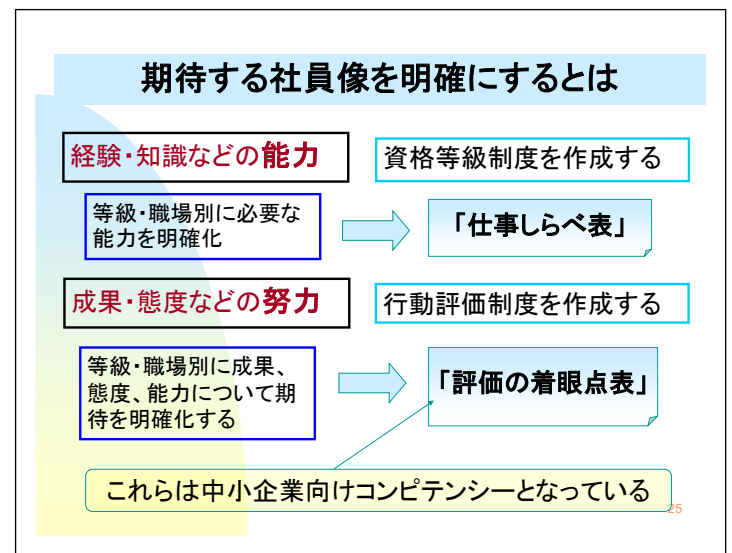 期待する社員像を明確にするとは
経験・知識などの能力
資格等級制度を作成する
等級・職場別に必要な
能力を明確化
「仕事しらべ表」
成果・態度などの努力
行動評価制度を作成する
等級・職場別に成果、
態度、能力について期
待を明確化する
「評価の着眼点表」
これらは中小企業向けコンピテンシーとなっている
25